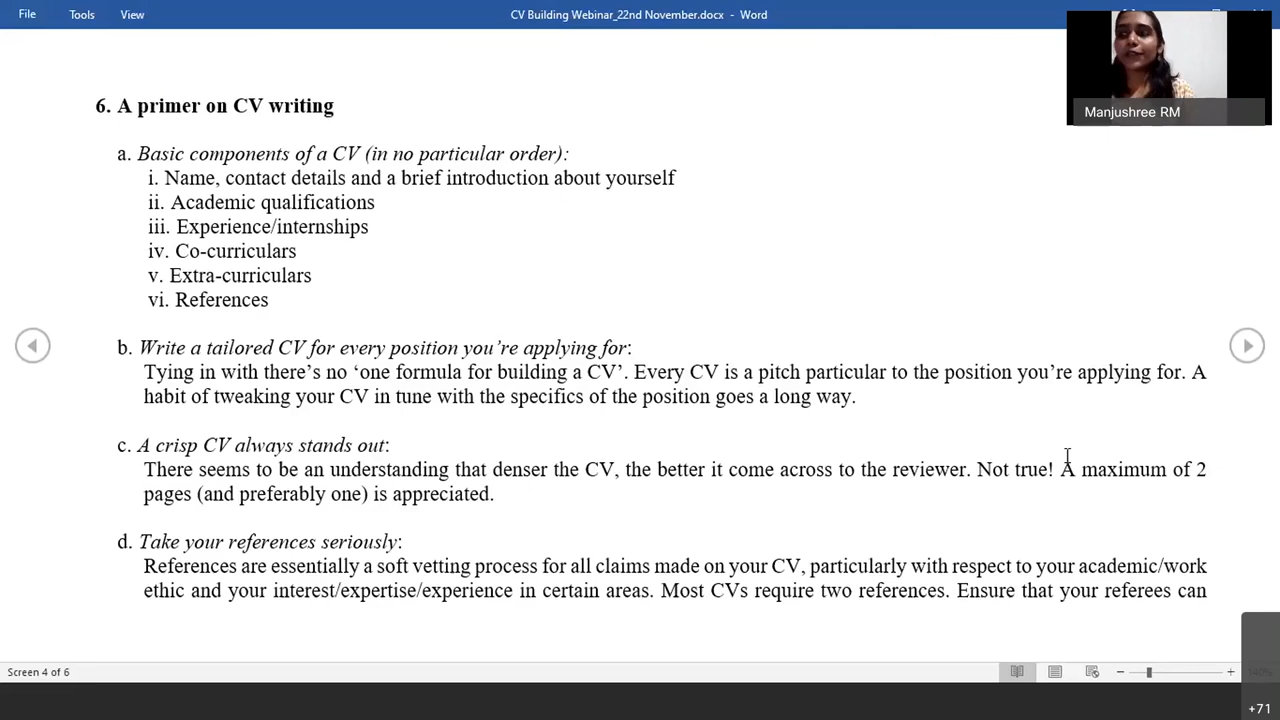 File Tools View CV Building Webinar_22nd November.docx - Word
Manjushree RM
6. A primer on CV writing
a. Basic components of a CV (in no particular order):
i. Name, contact details and a brief introduction about yourself
ii. Academic qualifications
iii. Experience/internships
iv. Co-curriculars
v. Extra-curriculars
vi. References
b. Write a tailored CV for every position you’re applying for:
Tying in with there’s no ‘one formula for building a CV’. Every CV is a pitch particular to the position you’re applying for. A
habit of tweaking your CV in tune with the specifics of the position goes a long way.
c. A crisp CV always stands out:
There seems to be an understanding that denser the CV, the better it come across to the reviewer. Not true! A maximum of 2
pages (and preferably one) is appreciated.
d. Take your references seriously:
References are essentially a soft vetting process for all claims made on your CV, particularly with respect to your academic/work
ethic and your interest/expertise/experience in certain areas. Most CVs require two references. Ensure that your referees can
Screen 4 of 6
140%
+71